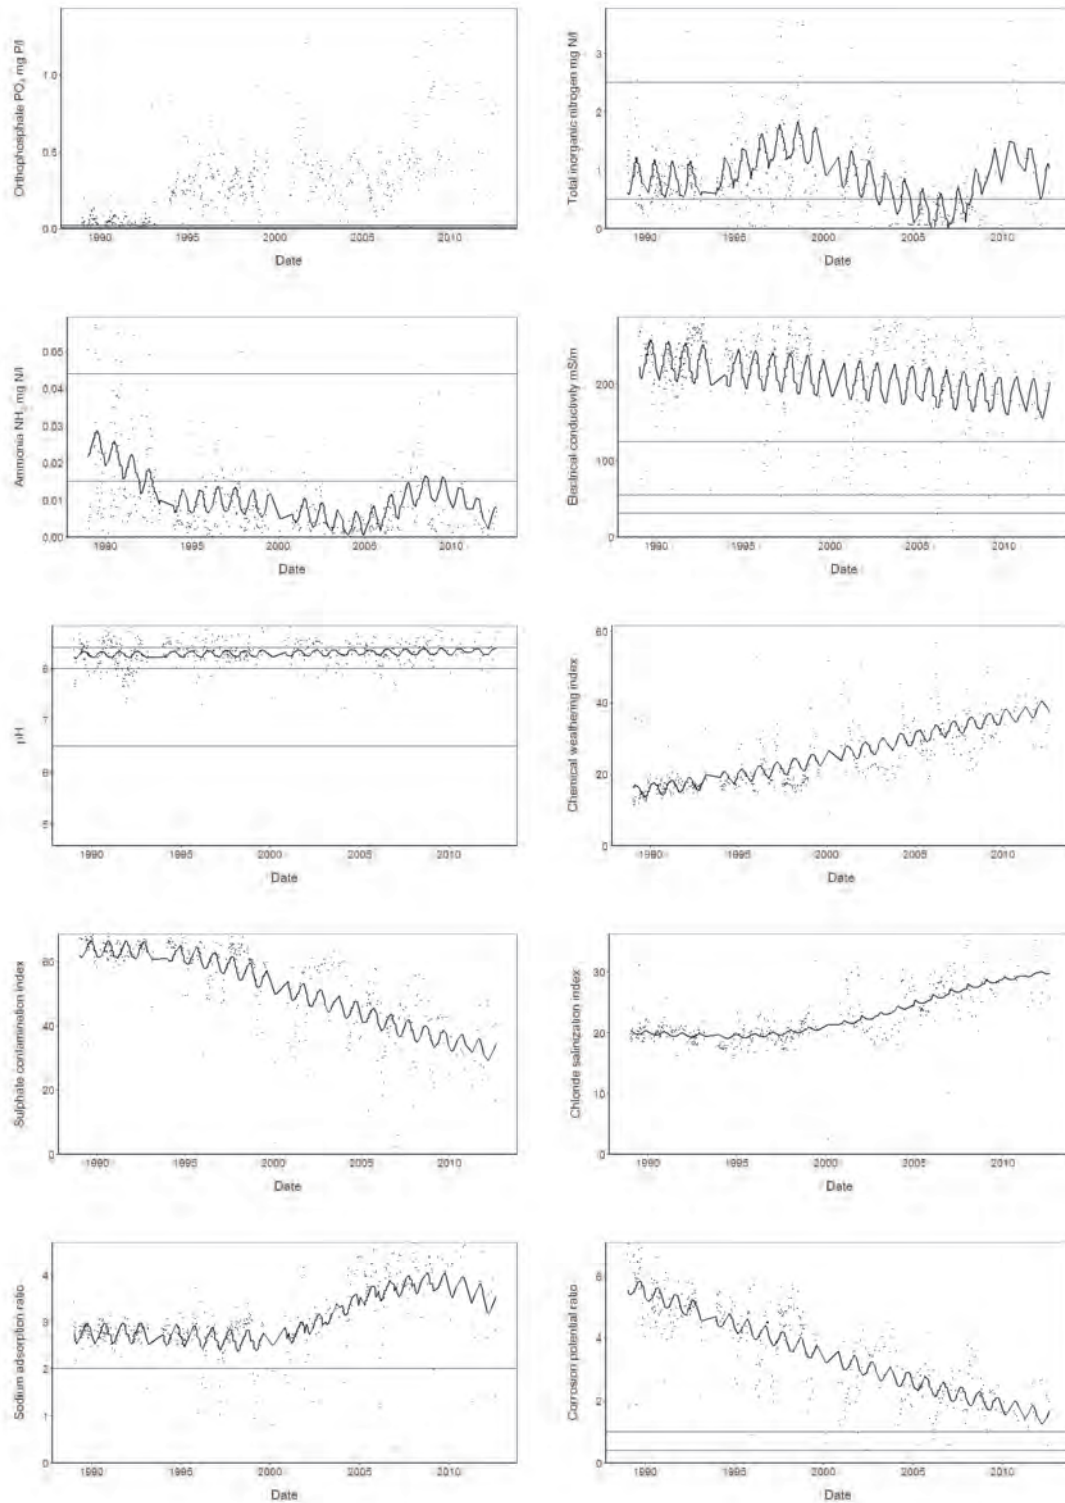 Orthophosphate PO4 mg P/l
1.0
0.5
0.0
1990 1995 2000 2005 2010
Date
Total inorganic nitrogen mg N/l
3
2
1
0
1990 1995 2000 2005 2010
Date
Ammonia NH3 mg N/l
0.05
0.04
0.03
0.02
0.01
0.00
1990 1995 2000 2005 2010
Date
Electrical conductivity mS/m
200
100
0
1990 1995 2000 2005 2010
Date
pH
8
7
6
5
1990 1995 2000 2005 2010
Date
Chemical weathering index
60
40
20
0
1990 1995 2000 2005 2010
Date
Sulphate contamination index
60
40
20
0
1990 1995 2000 2005 2010
Date
Chloride salinization index
30
20
10
0
1990 1995 2000 2005 2010
Date
Sodium adsorption ratio
4
3
2
1
0
1990 1995 2000 2005 2010
Date
Corrosion potential ratio
6
4
2
0
1990 1995 2000 2005 2010
Date